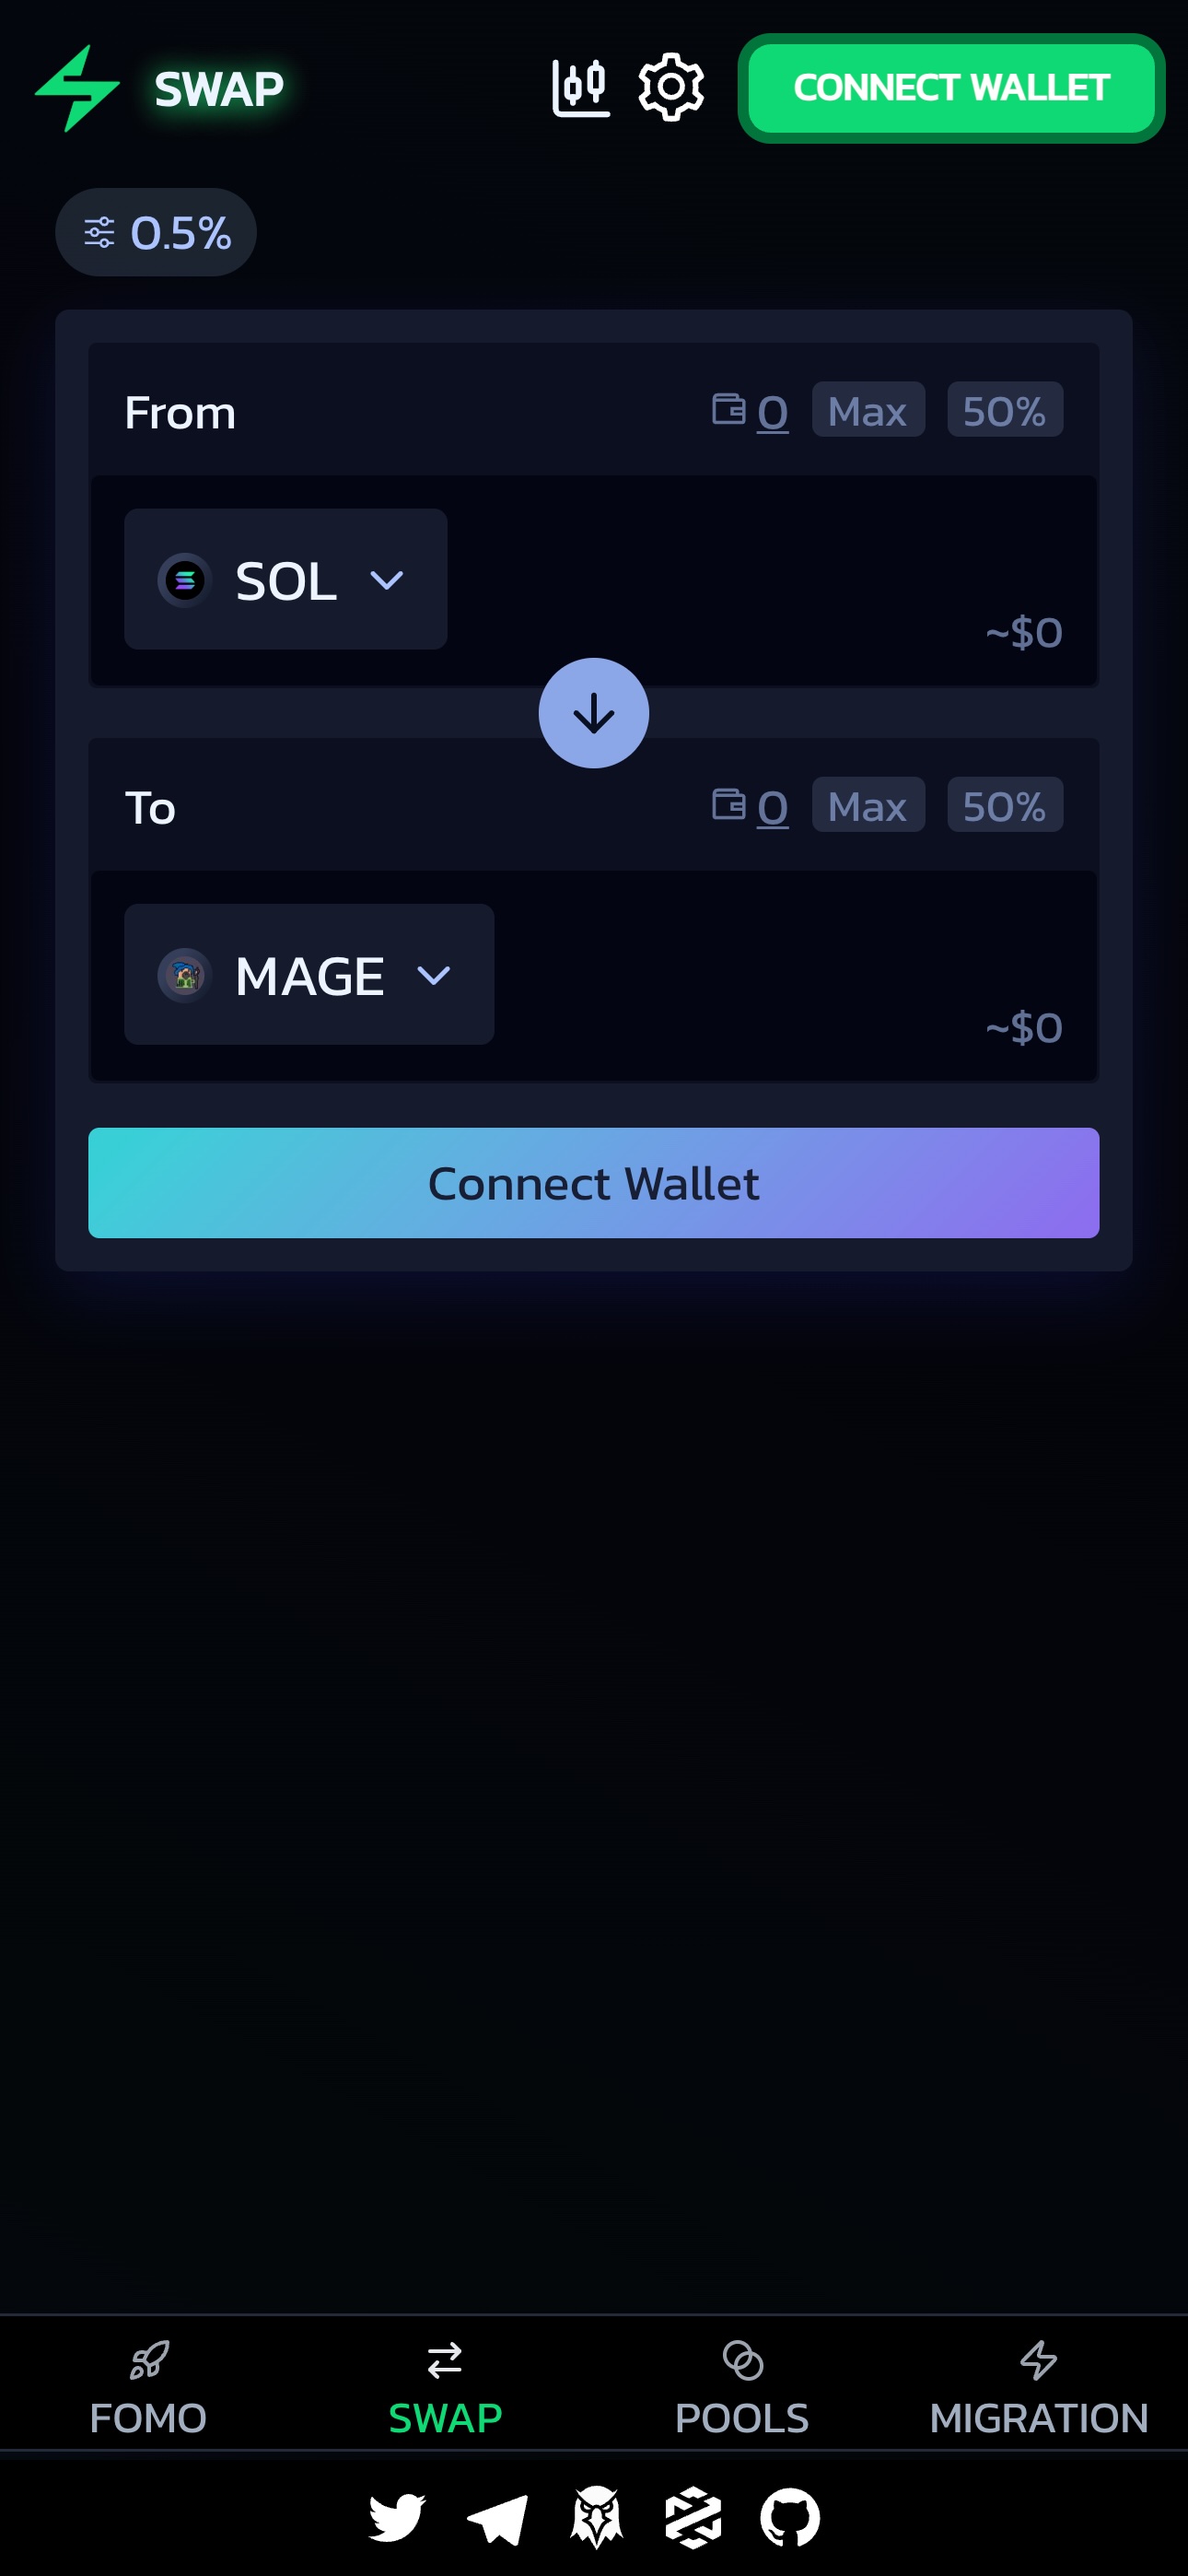 SWAP
CONNECT WALLET
0.5%
From 0 Max 50%
SOL
~$0
To 0 Max 50%
MAGE
~$0
Connect Wallet
FOMO SWAP POOLS MIGRATION